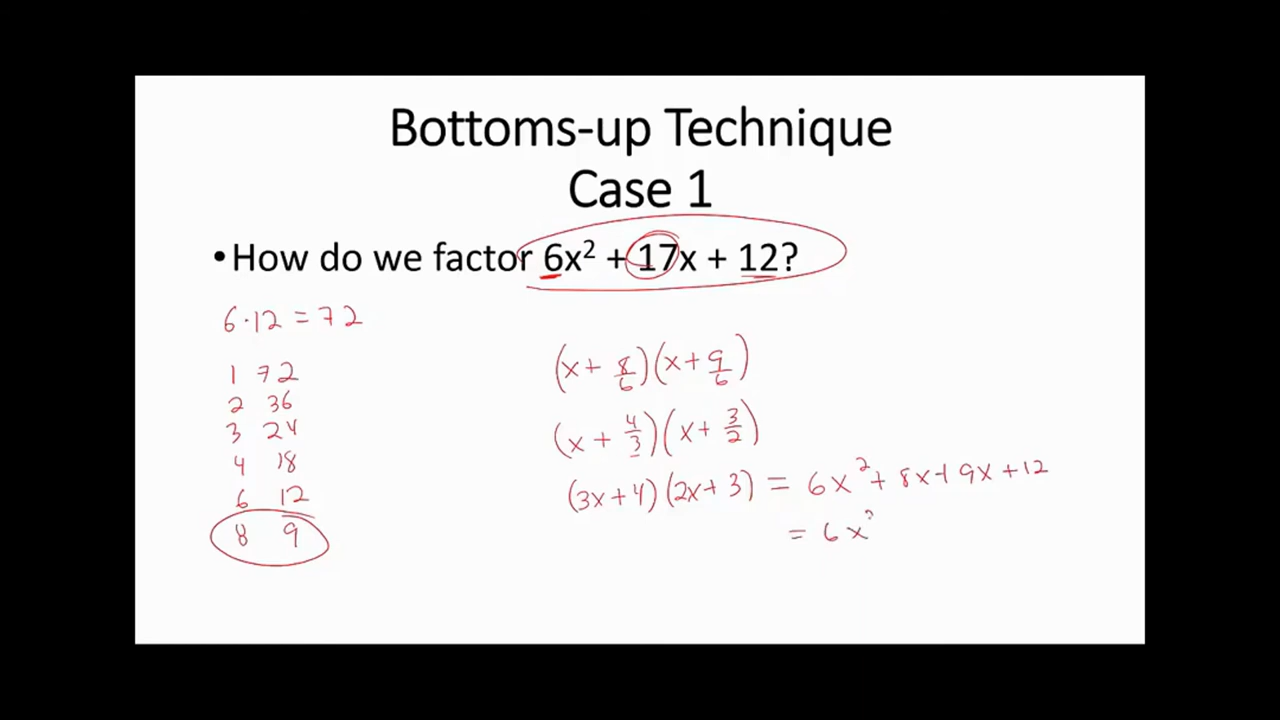 Bottoms-up Technique
Case 1
•How do we factor 6x² + 17x + 12?
6·12 = 72
1 72
2 36
3 24
4 18
6 12
8 9
(x + 8/6)(x + 9/6)
(x + 4/3)(x + 3/2)
(3x+4)(2x+3) = 6x² + 8x + 9x + 12
= 6x²